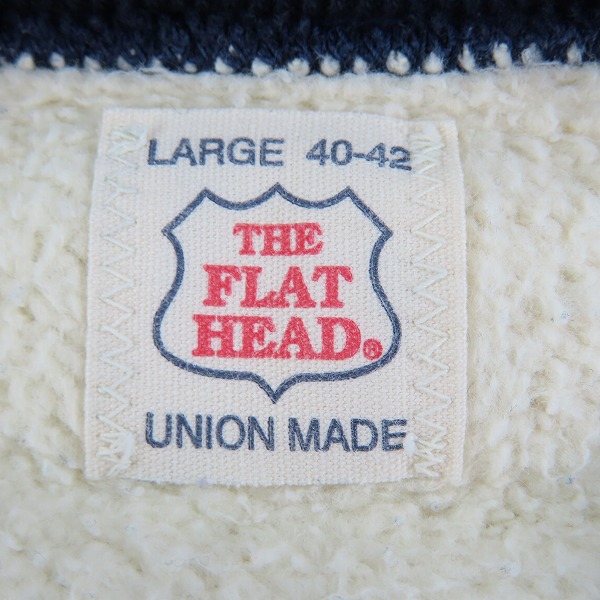 LARGE 40-42
THE
FLAT
HEAD®
UNION MADE